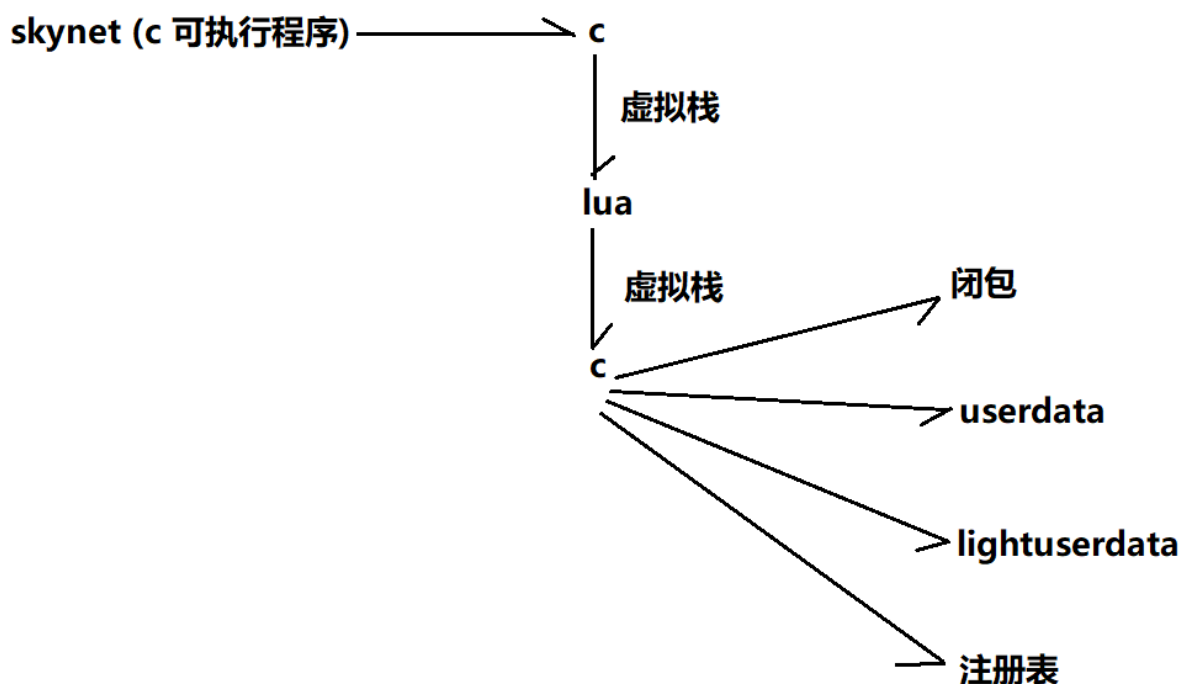 skynet (c 可执行程序)
c
虚拟栈
lua
虚拟栈
闭包
c
userdata
lightuserdata
注册表